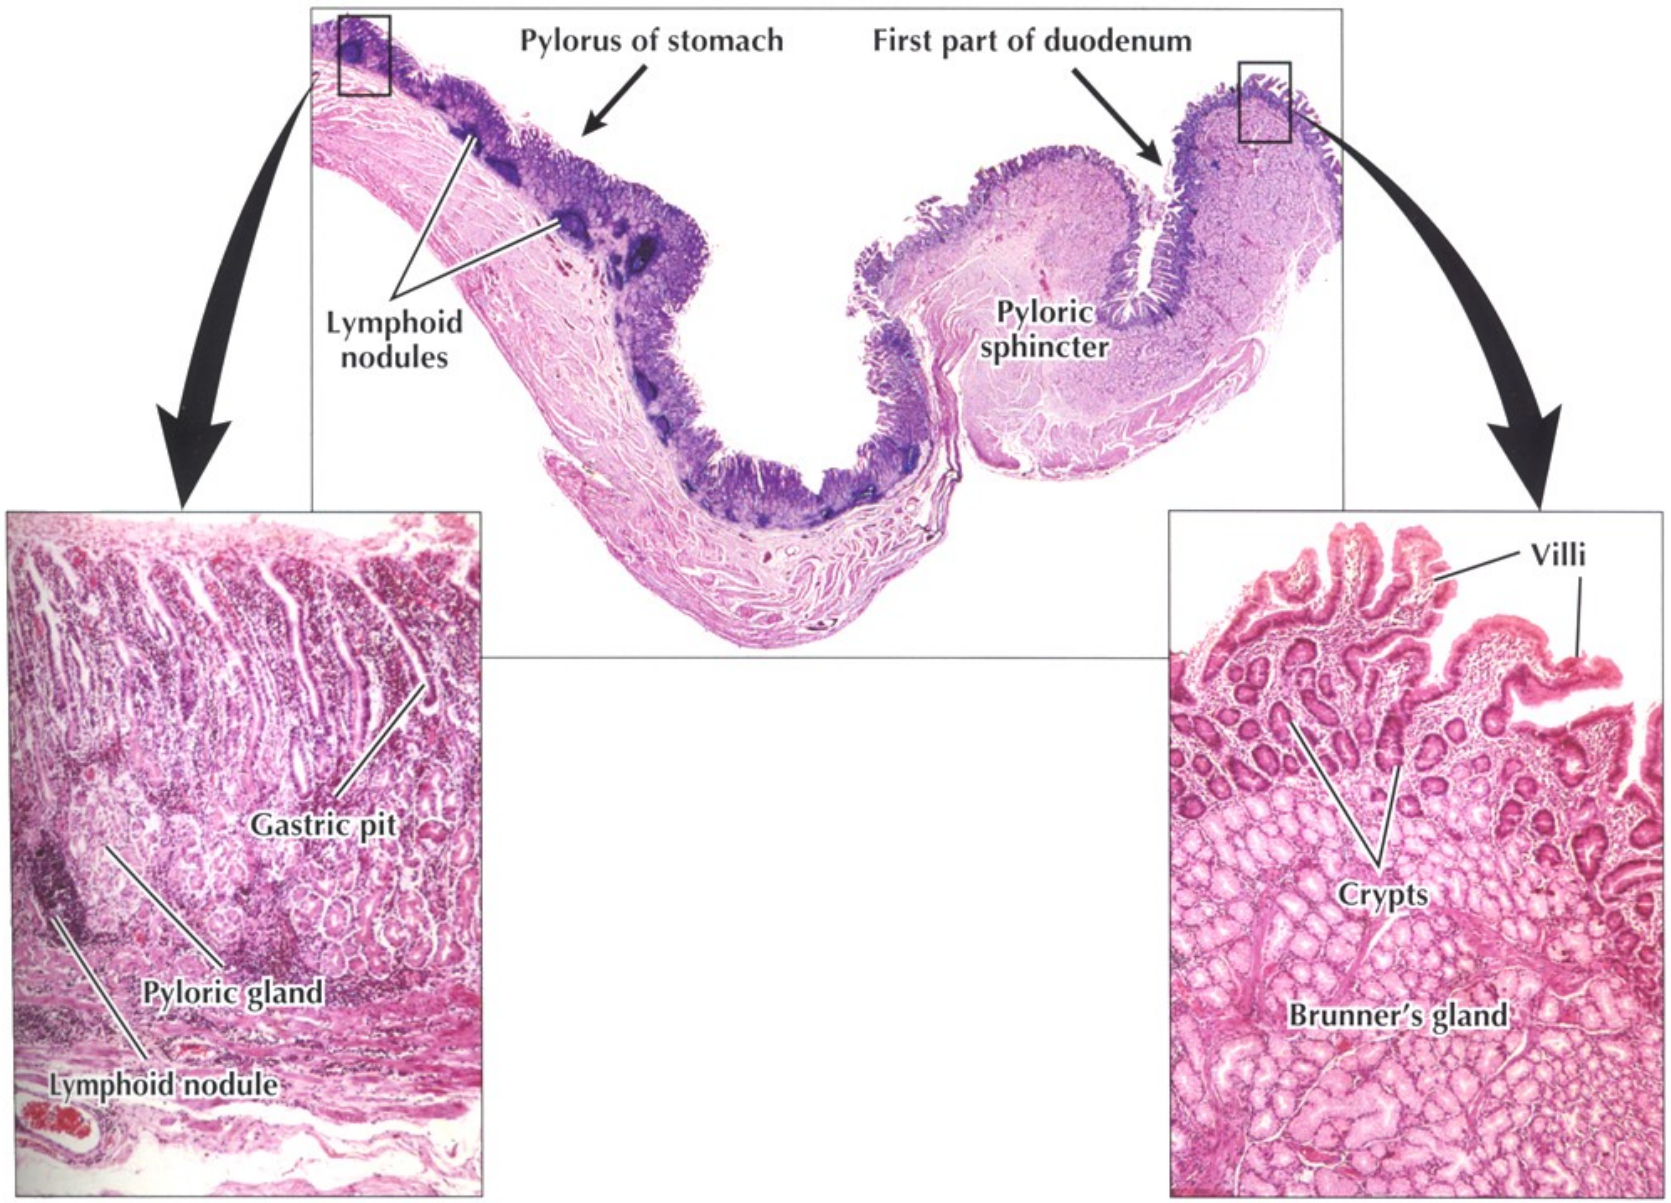 Pylorus of stomach
First part of duodenum
Lymphoid
nodules
Pyloric
sphincter
Gastric pit
Pyloric gland
Lymphoid nodule
Villi
Crypts
Brunner's gland